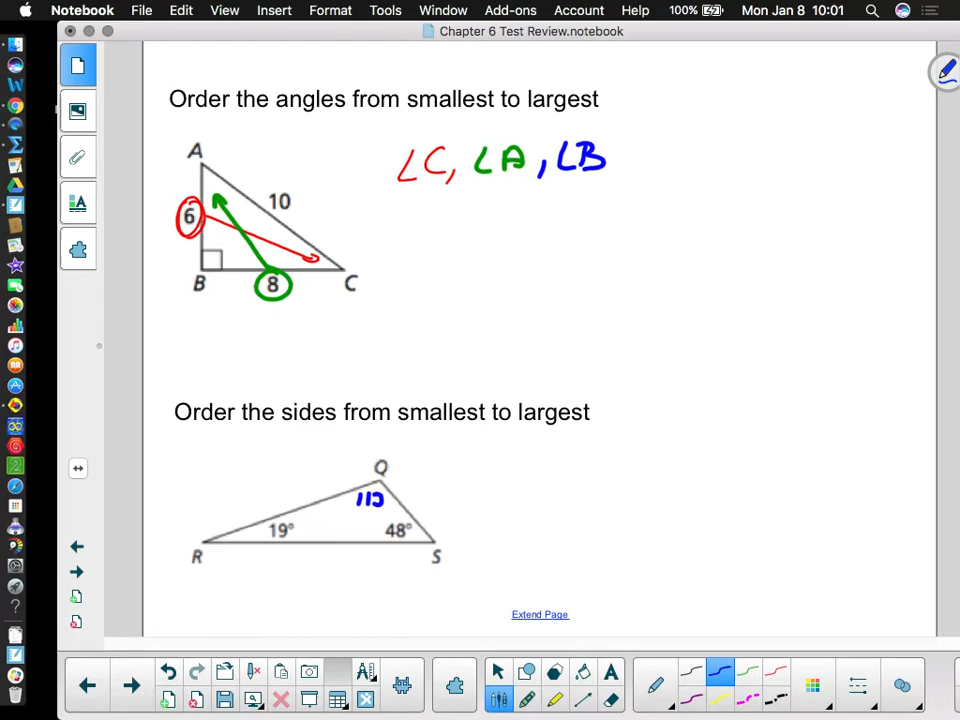 Notebook File Edit View Insert Format Tools Window Add-ons Account Help 100% Mon Jan 8 10:01
Chapter 6 Test Review.notebook
Order the angles from smallest to largest
∠C, ∠A, ∠B
A
10
6
B 8 C
Order the sides from smallest to largest
Q
19° 48°
R S
Extend Page